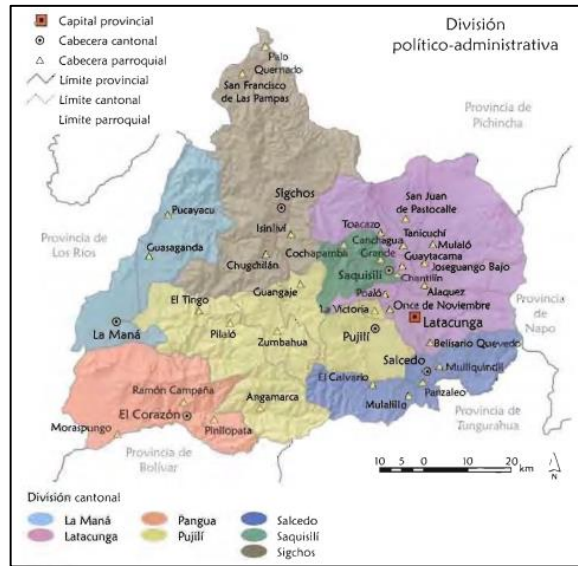 Capital provincial
Cabecera cantonal
Cabecera parroquial
Límite provincial
Límite cantonal
Límite parroquial
División
político-administrativa
Palo
Quemado
San Francisco
de Las Pampas
Provincia de
Pichincha
Sigchos
San Juan
de Pastocalle
Pucayacu
Isinliví
Toacazo
Tanicuchí
Canchagua
Mulaló
Provincia de
Los Ríos
Guasaganda
Cochapamba
Grande
Guaytacama
Chugchilán
Saquisilí
Joseguango Bajo
Chantilín
Guangaje
Alaquez
El Tingo
Poaló
La Victoria
Once de Noviembre
Provincia
de
Napo
La Maná
Pilaló
Zumbahua
Pujilí
Latacunga
Belisario Quevedo
Salcedo
Mulliquindil
El Calvario
Ramón Campaña
Panzaleo
Angamarca
Mulalillo
El Corazón
Provincia de
Tungurahua
Moraspungo
Pinllopata
Provincia de
Bolívar
10 5 0 10 20
km
N
División cantonal
La Maná
Pangua
Salcedo
Latacunga
Pujilí
Saquisilí
Sigchos